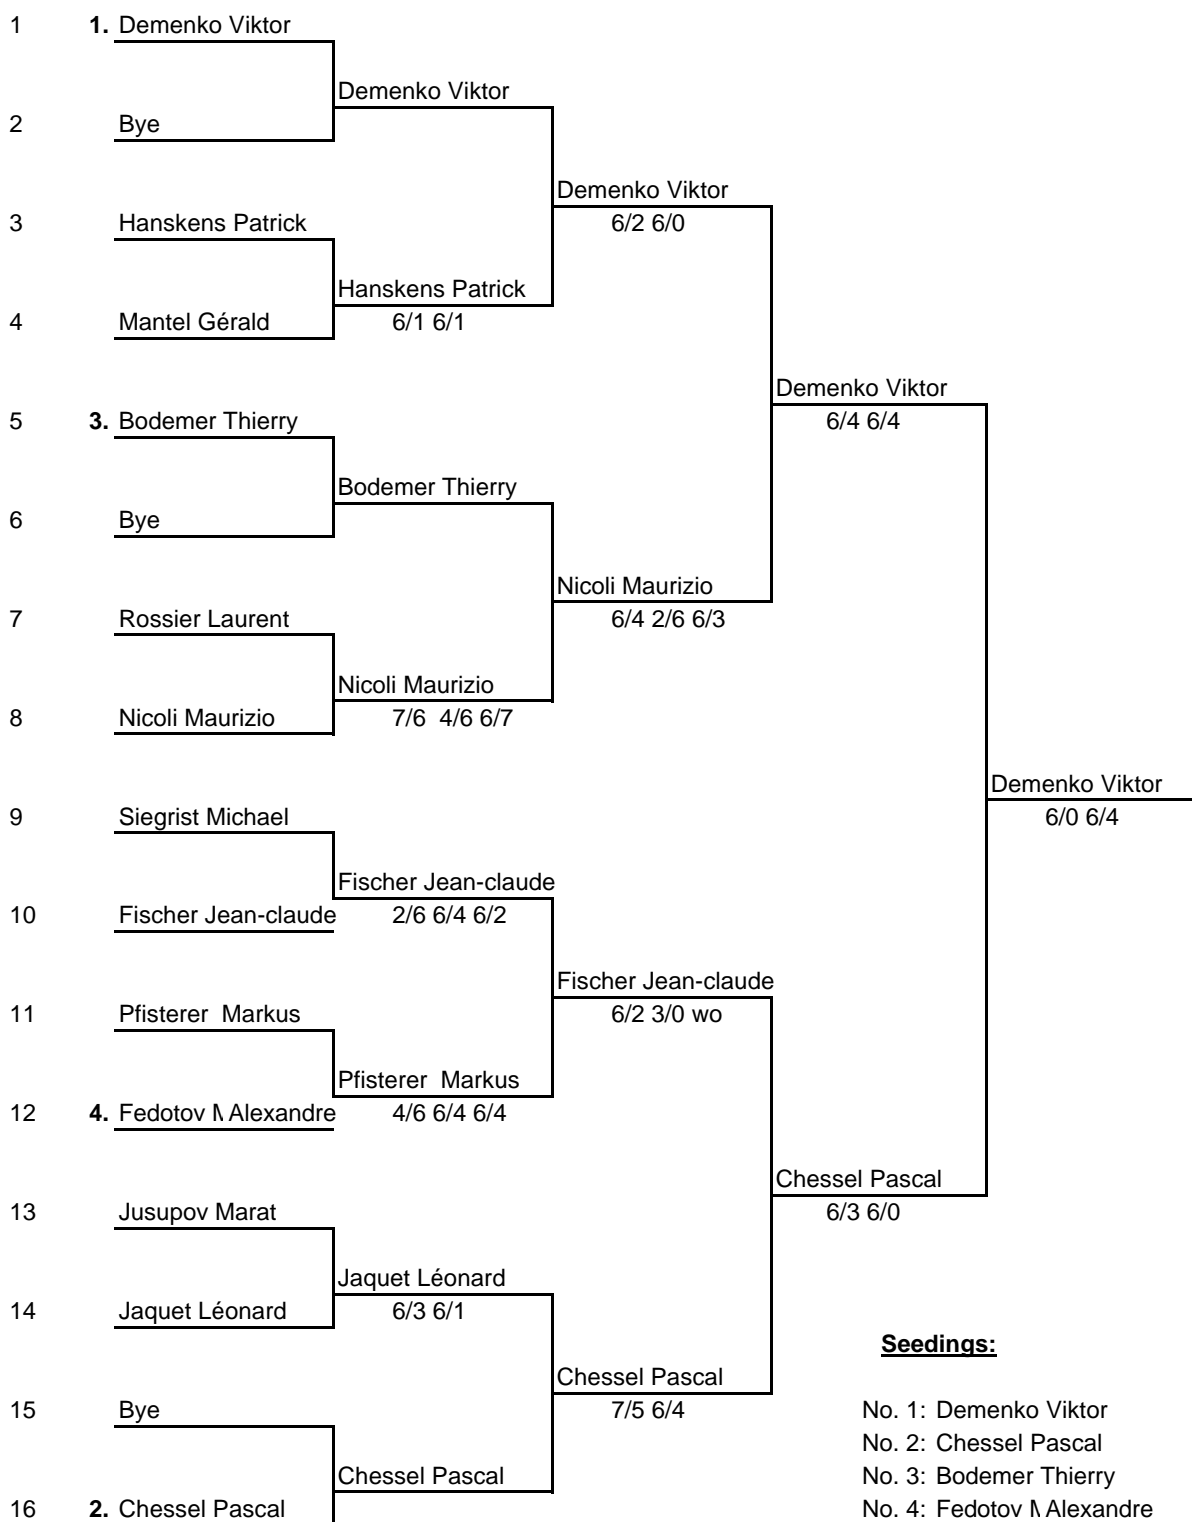 1 1. Demenko Viktor
Demenko Viktor
2 Bye
Demenko Viktor
3 Hanskens Patrick 6/2 6/0
Hanskens Patrick
4 Mantel Gérald 6/1 6/1
Demenko Viktor
5 3. Bodemer Thierry 6/4 6/4
Bodemer Thierry
6 Bye
Nicoli Maurizio
7 Rossier Laurent 6/4 2/6 6/3
Nicoli Maurizio
8 Nicoli Maurizio 7/6 4/6 6/7
Demenko Viktor
9 Siegrist Michael 6/0 6/4
Fischer Jean-claude
10 Fischer Jean-claude 2/6 6/4 6/2
Fischer Jean-claude
11 Pfisterer Markus 6/2 3/0 wo
Pfisterer Markus
12 4. Fedotov Alexandre 4/6 6/4 6/4
Chessel Pascal
13 Jusupov Marat 6/3 6/0
Jaquet Léonard
14 Jaquet Léonard 6/3 6/1
Seedings:
Chessel Pascal
15 Bye 7/5 6/4 No. 1: Demenko Viktor
No. 2: Chessel Pascal
Chessel Pascal No. 3: Bodemer Thierry
16 2. Chessel Pascal No. 4: Fedotov Alexandre